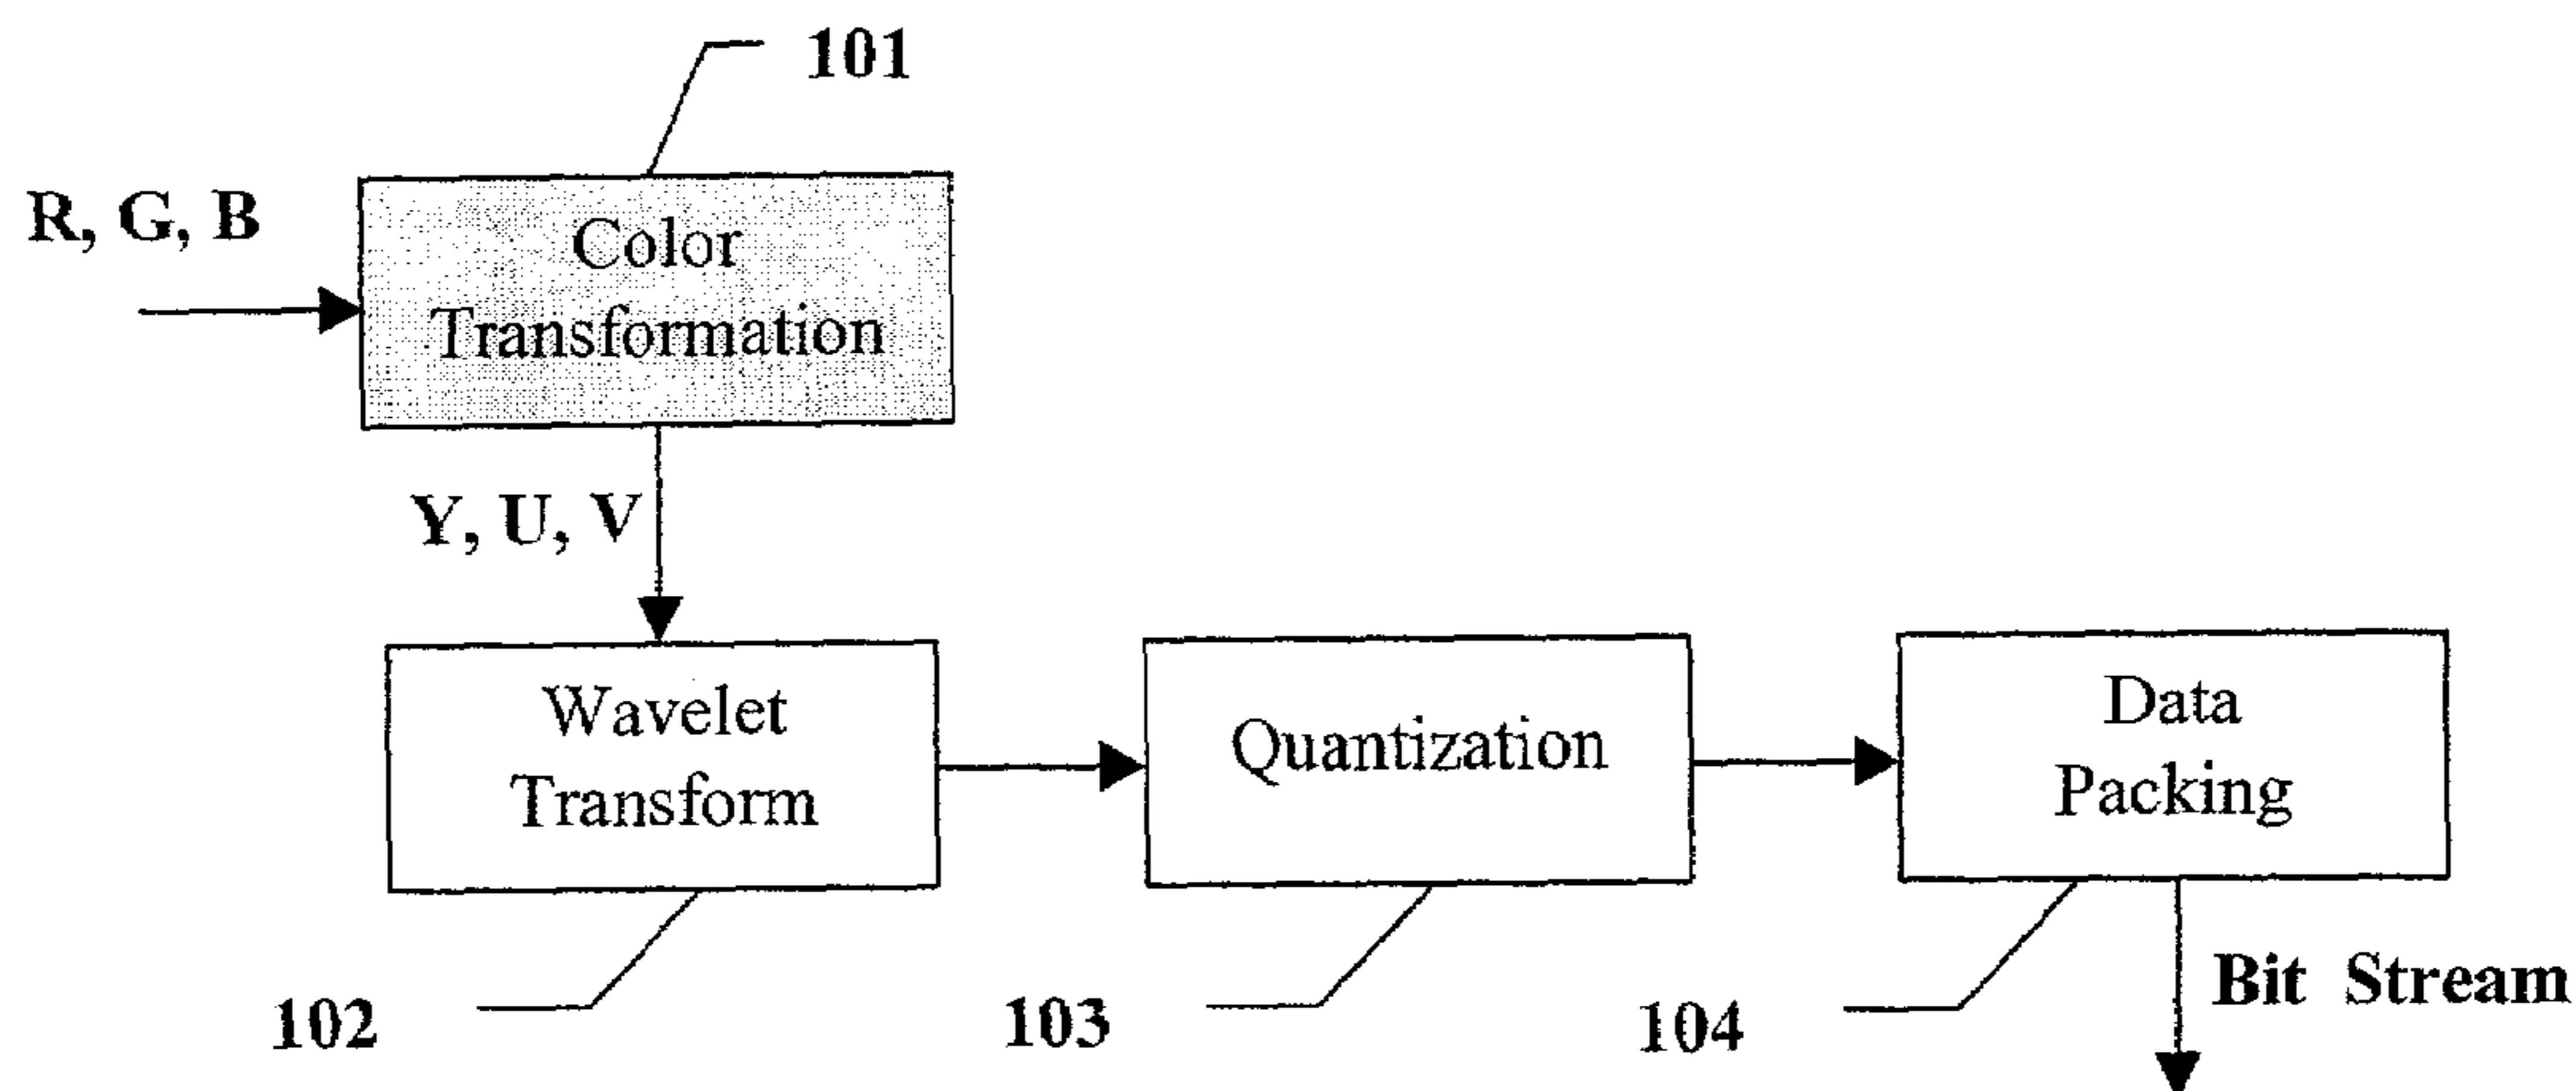 101
R, G, B
Color
Transformation
Y, U, V
Wavelet
Transform
Quantization
Data
Packing
Bit Stream
102
103
104